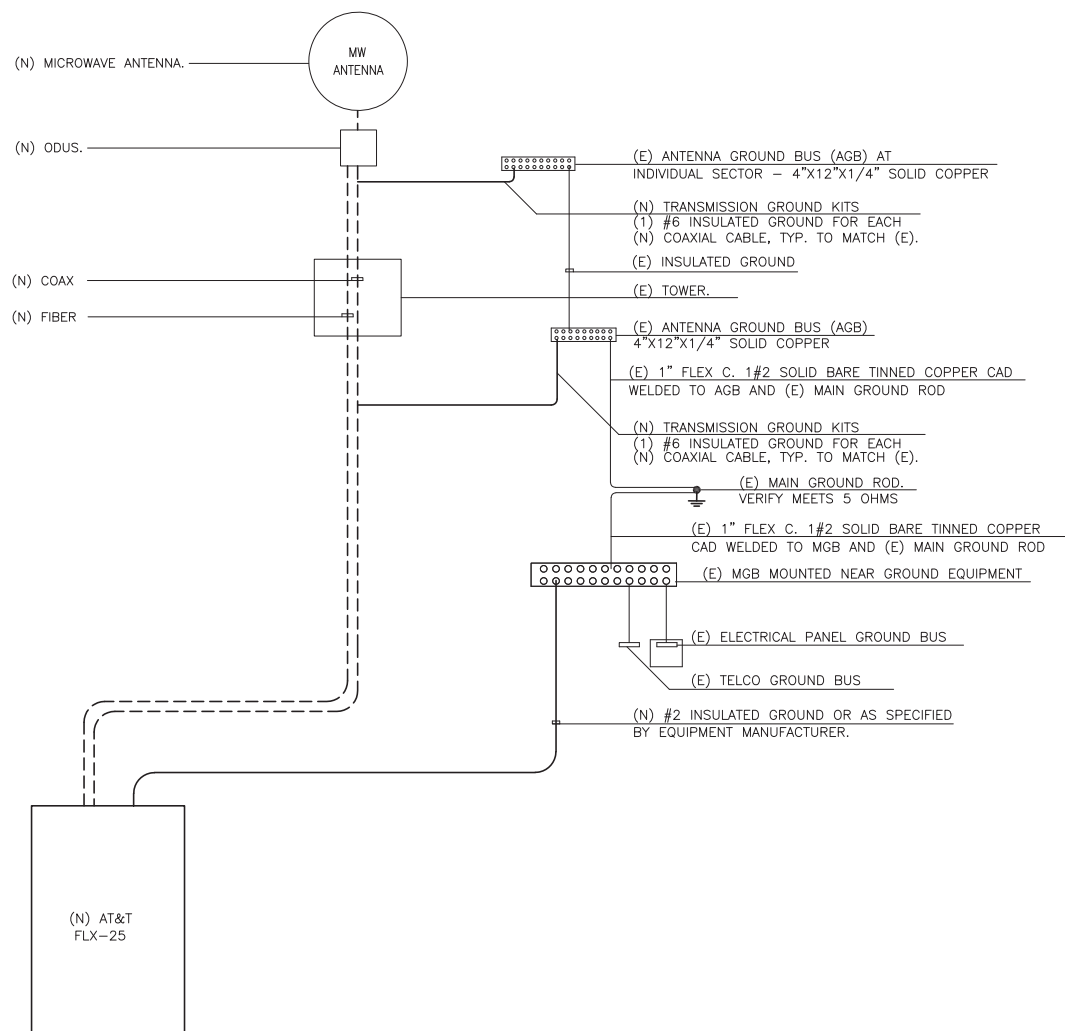 MW
ANTENNA
(N) MICROWAVE ANTENNA.
(N) ODUS.
(E) ANTENNA GROUND BUS (AGB) AT
INDIVIDUAL SECTOR – 4"X12"X1/4" SOLID COPPER
(N) TRANSMISSION GROUND KITS
(1) #6 INSULATED GROUND FOR EACH
(N) COAXIAL CABLE, TYP. TO MATCH (E).
(E) INSULATED GROUND
(N) COAX
(E) TOWER.
(N) FIBER
(E) ANTENNA GROUND BUS (AGB)
4"X12"X1/4" SOLID COPPER
(E) 1" FLEX C. 1#2 SOLID BARE TINNED COPPER CAD
WELDED TO AGB AND (E) MAIN GROUND ROD
(N) TRANSMISSION GROUND KITS
(1) #6 INSULATED GROUND FOR EACH
(N) COAXIAL CABLE, TYP. TO MATCH (E).
(E) MAIN GROUND ROD.
VERIFY MEETS 5 OHMS
(E) 1" FLEX C. 1#2 SOLID BARE TINNED COPPER
CAD WELDED TO MGB AND (E) MAIN GROUND ROD
(E) MGB MOUNTED NEAR GROUND EQUIPMENT
(E) ELECTRICAL PANEL GROUND BUS
(E) TELCO GROUND BUS
(N) #2 INSULATED GROUND OR AS SPECIFIED
BY EQUIPMENT MANUFACTURER.
(N) AT&T
FLX–25